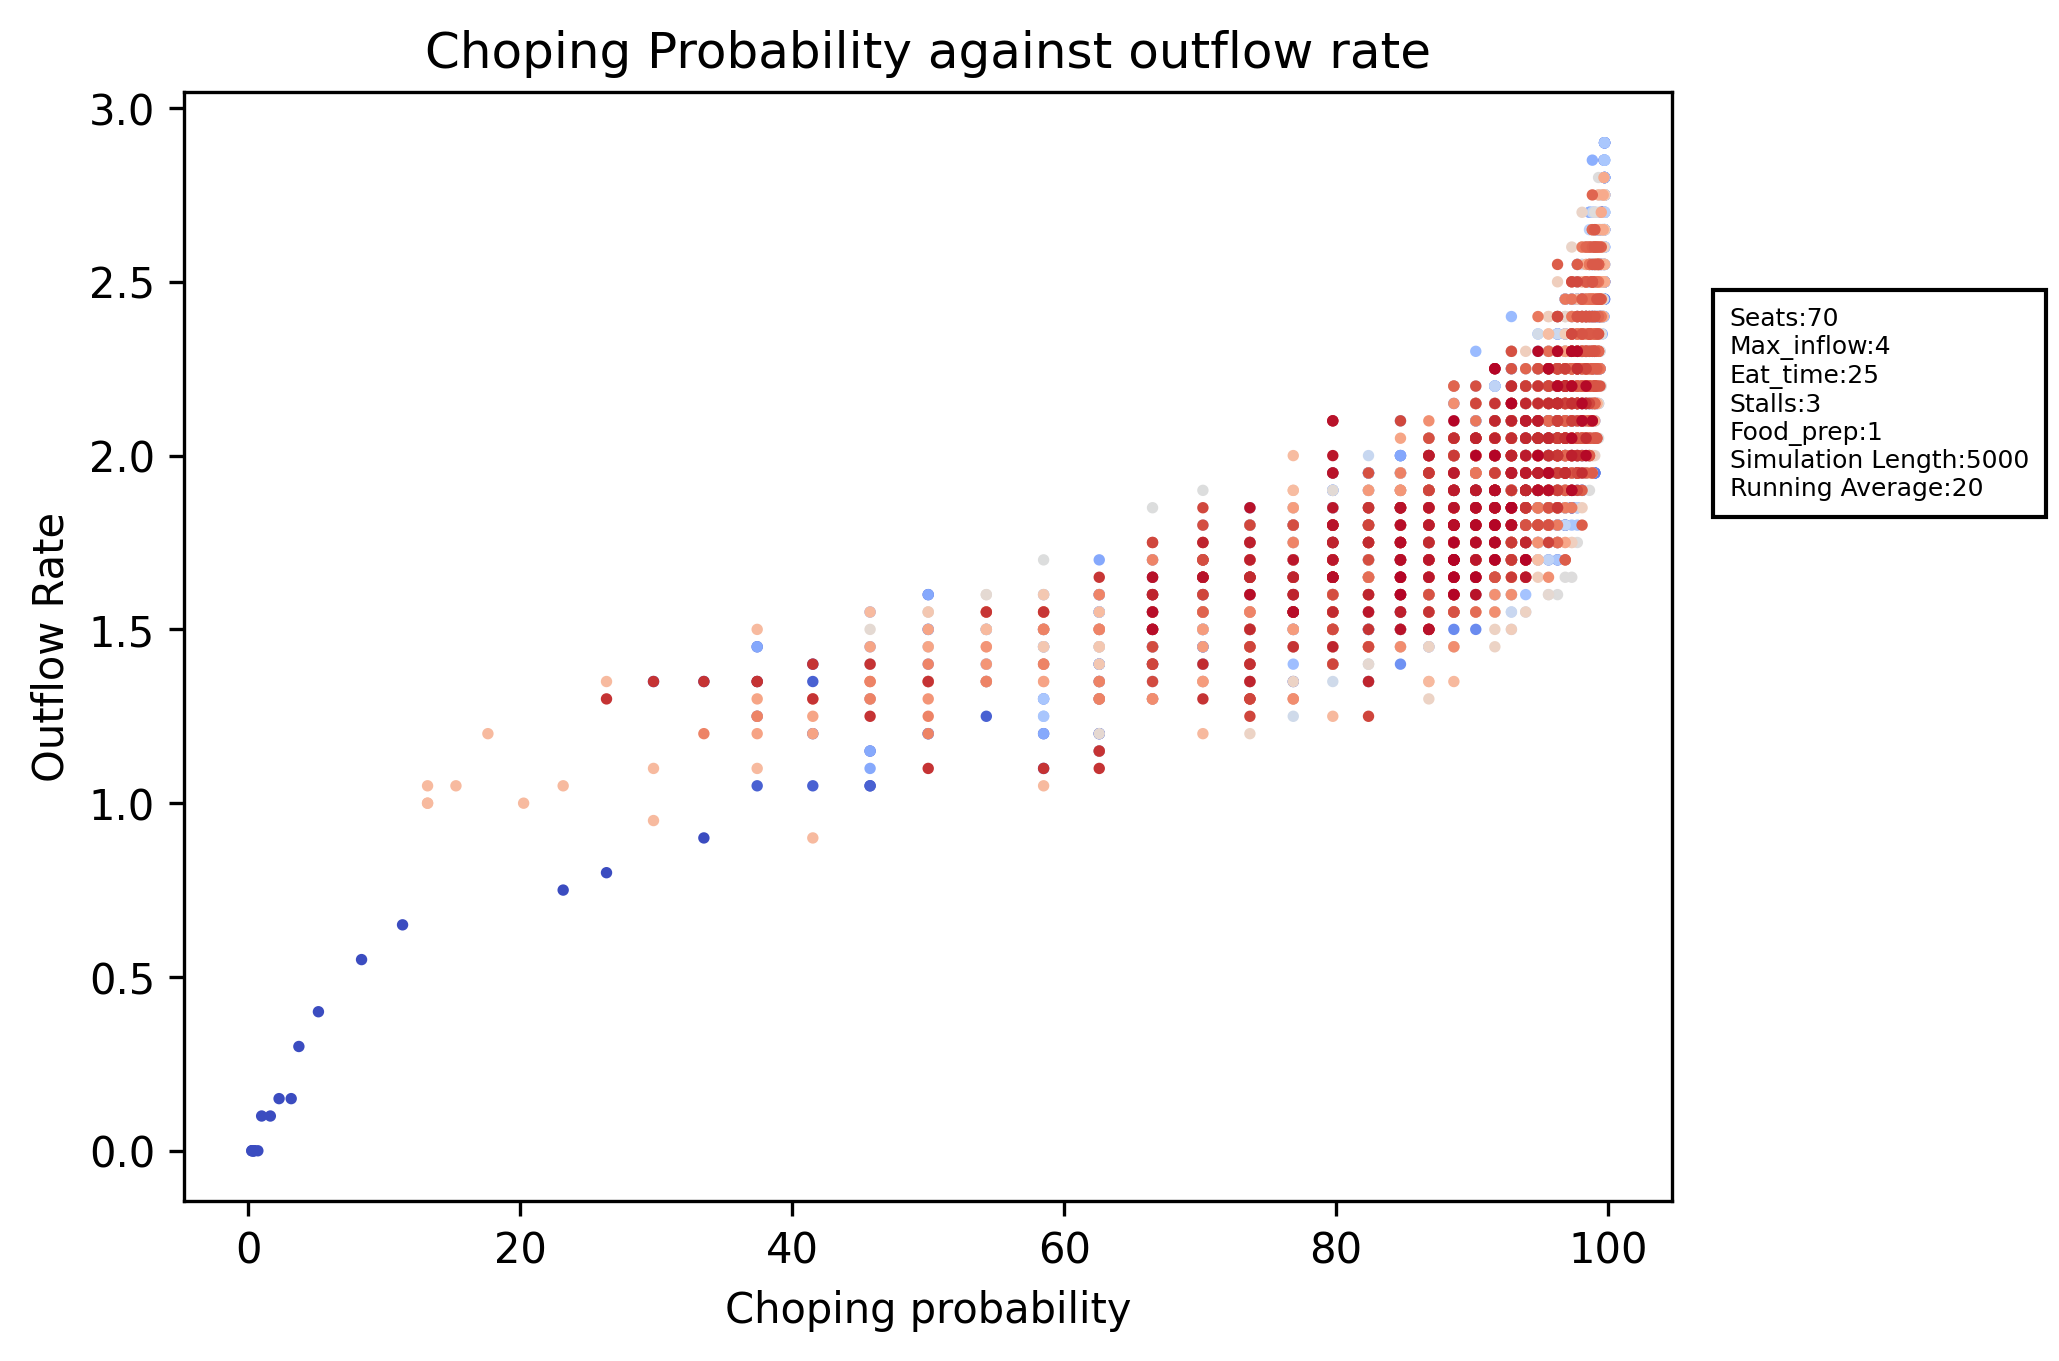 Choping Probability against outflow rate
3.0
2.5
2.0
1.5
1.0
0.5
0.0
Outflow Rate
0 20 40 60 80 100
Choping probability
Seats:70
Max_inflow:4
Eat_time:25
Stalls:3
Food_prep:1
Simulation Length:5000
Running Average:20